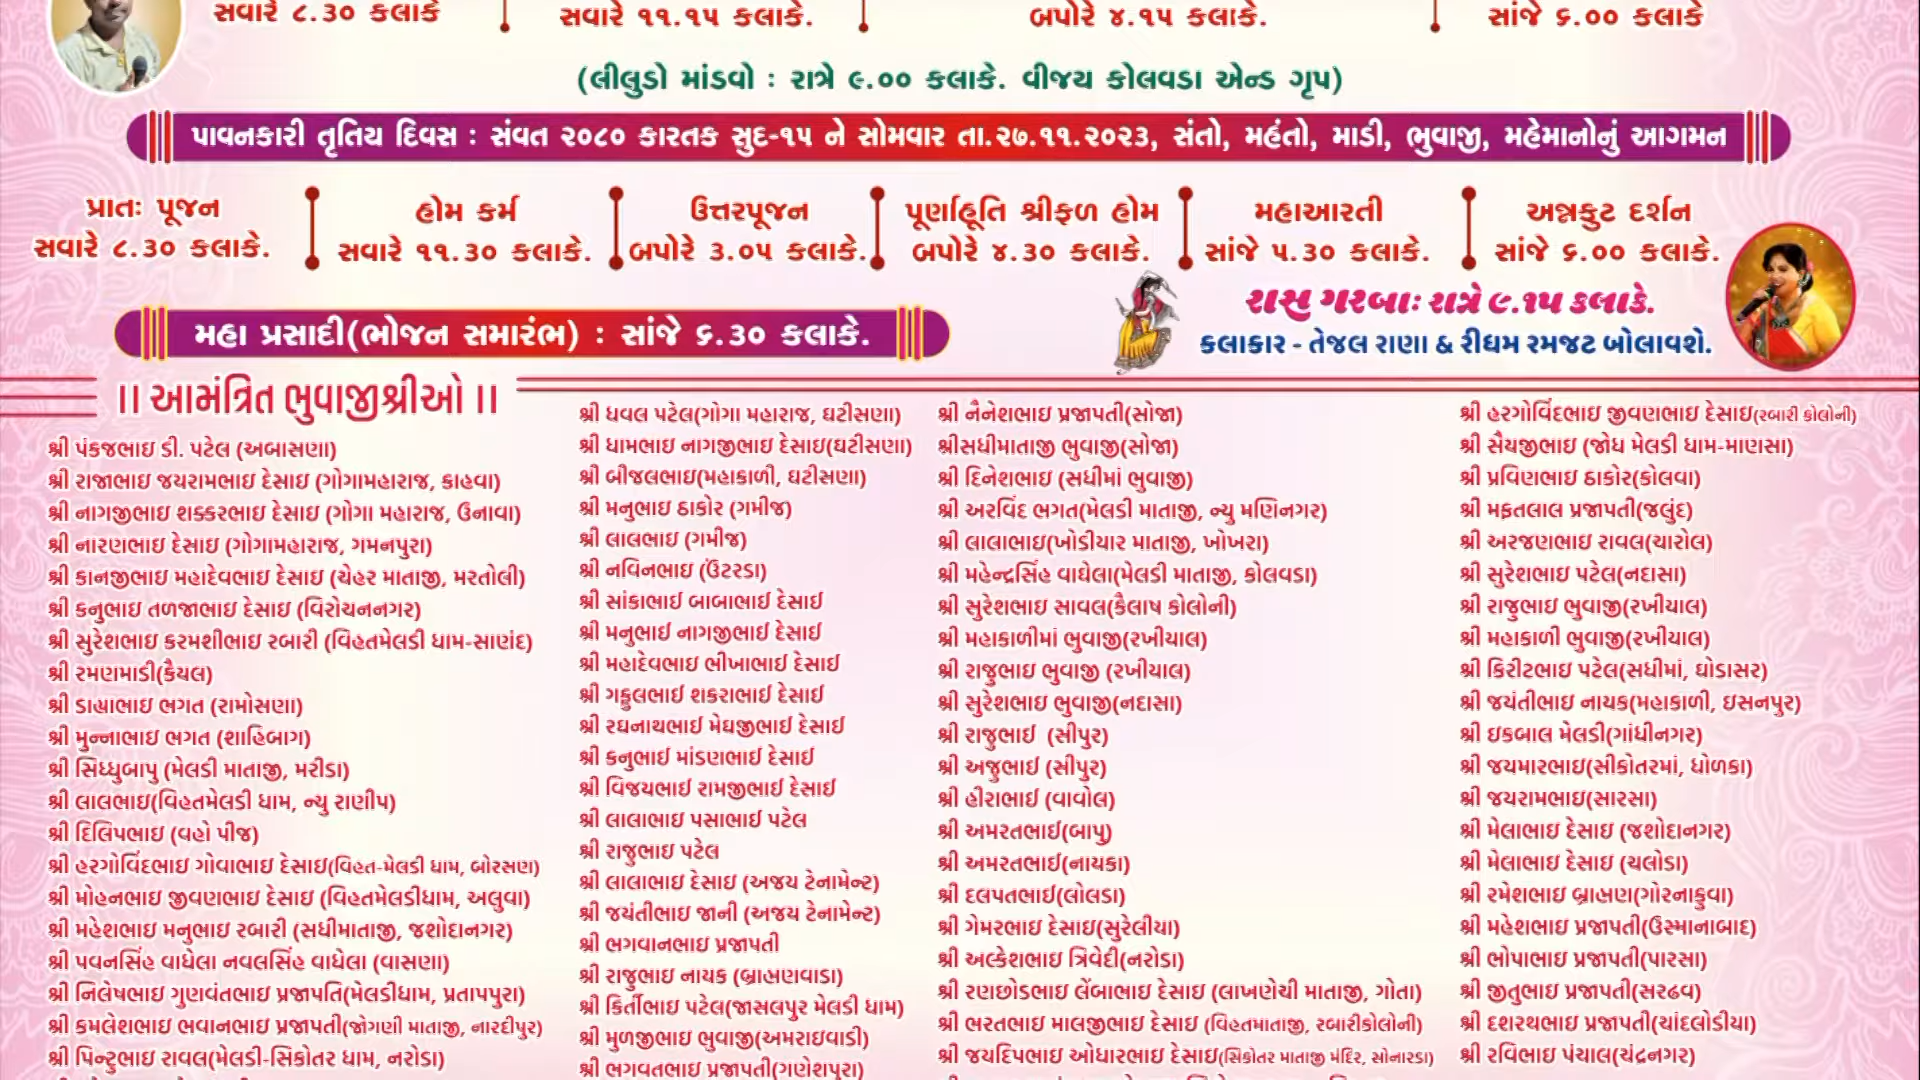 સવારે ૮.૩૦ કલાકે
સવારે ૧૧.૧૫ કલાકે.
બપોરે ૪.૧૫ કલાકે.
સાંજે ૬.૦૦ કલાકે
(લીલુડો માંડવો : રાત્રે ૯.૦૦ કલાકે. વીજય કોલવડા એન્ડ ગૃપ)
પાવનકારી તૃતિય દિવસ : સંવત ૨૦૮૦ કારતક સુદ-૧૫ ને સોમવાર તા.૨૭.૧૧.૨૦૨૩, સંતો, મહંતો, માડી, ભુવાજી, મહેમાનોનું આગમન
પ્રાતઃ પૂજન
સવારે ૮.૩૦ કલાકે.
હોમ કર્મ
સવારે ૧૧.૩૦ કલાકે.
ઉત્તરપૂજન
બપોરે ૩.૦૫ કલાકે.
પૂર્ણાહૂતિ શ્રીફળ હોમ
બપોરે ૪.૩૦ કલાકે.
મહાઆરતી
સાંજે ૫.૩૦ કલાકે.
અન્નકુટ દર્શન
સાંજે ૬.૦૦ કલાકે.
મહા પ્રસાદી(ભોજન સમારંભ) : સાંજે ૬.૩૦ કલાકે.
રાસ ગરબાઃ રાત્રે ૯.૧૫ કલાકે.
કલાકાર - તેજલ રાણા & રીધમ રમજટ બોલાવશે.
।। આમંત્રિત ભુવાજીશ્રીઓ ।।
શ્રી પંકજભાઇ ડી. પટેલ (અબાસણા)
શ્રી રાજાભાઇ જયરામભાઇ દેસાઇ (ગોગામહારાજ, કાહવા)
શ્રી નાગજીભાઇ શક્કરભાઇ દેસાઇ (ગોગા મહારાજ, ઉનાવા)
શ્રી નારણભાઇ દેસાઇ (ગોગામહારાજ, ગમનપુરા)
શ્રી કાનજીભાઇ મહાદેવભાઇ દેસાઇ (ચેહર માતાજી, મરતોલી)
શ્રી કનુભાઇ તળજાભાઇ દેસાઇ (વિરોચનનગર)
શ્રી સુરેશભાઇ કરમશીભાઇ રબારી (વિહતમેલડી ધામ-સાણંદ)
શ્રી રમણમાડી(કૈયલ)
શ્રી ડાહ્યાભાઇ ભગત (રામોસણા)
શ્રી મુન્નાભાઇ ભગત (શાહિબાગ)
શ્રી સિધ્ધુબાપુ (મેલડી માતાજી, મરીડા)
શ્રી લાલભાઇ(વિહતમેલડી ધામ, ન્યુ રાણીપ)
શ્રી દિલિપભાઇ (વહો પીજ)
શ્રી હરગોવિંદભાઇ ગોવાભાઇ દેસાઇ(વિહત-મેલડી ધામ, બોરસણ)
શ્રી મોહનભાઇ જીવણભાઇ દેસાઇ (વિહતમેલડીધામ, અલુવા)
શ્રી મહેશભાઇ મનુભાઇ રબારી (સધીમાતાજી, જશોદાનગર)
શ્રી પવનસિંહ વાઘેલા નવલસિંહ વાઘેલા (વાસણા)
શ્રી નિલેષભાઇ ગુણવંતભાઇ પ્રજાપતિ(મેલડીધામ, પ્રતાપપુરા)
શ્રી કમલેશભાઇ ભવાનભાઇ પ્રજાપતી(જોગણી માતાજી, નારદીપુર)
શ્રી પિન્ટુભાઇ રાવલ(મેલડી-સિકોતર ધામ, નરોડા)
શ્રી ધવલ પટેલ(ગોગા મહારાજ, ઘટીસણા)
શ્રી ધામભાઇ નાગજીભાઇ દેસાઇ(ઘટીસણા)
શ્રી બીજલભાઇ(મહાકાળી, ઘટીસણા)
શ્રી મનુભાઇ ઠાકોર (ગમીજ)
શ્રી લાલભાઇ (ગમીજ)
શ્રી નવિનભાઇ (ઉંટરડા)
શ્રી સાંકાભાઈ બાબાભાઈ દેસાઈ
શ્રી મનુભાઈ નાગજીભાઈ દેસાઈ
શ્રી મહાદેવભાઇ ભીખાભાઈ દેસાઈ
શ્રી ગફુલભાઈ શકરાભાઈ દેસાઈ
શ્રી રઘનાથભાઈ મેઘજીભાઈ દેસાઈ
શ્રી કનુભાઈ માંડણભાઈ દેસાઈ
શ્રી વિજયભાઈ રામજીભાઈ દેસાઈ
શ્રી લાલાભાઇ પસાભાઈ પટેલ
શ્રી રાજુભાઇ પટેલ
શ્રી લાલાભાઇ દેસાઇ (અજય ટેનામેન્ટ)
શ્રી જયંતીભાઇ જાની (અજય ટેનામેન્ટ)
શ્રી ભગવાનભાઇ પ્રજાપતી
શ્રી રાજુભાઇ નાયક (બ્રાહ્મણવાડા)
શ્રી કિર્તીભાઇ પટેલ(જાસલપુર મેલડી ધામ)
શ્રી મુળજીભાઇ ભુવાજી(અમરાઇવાડી)
શ્રી ભગવતભાઇ પ્રજાપતી(ગણેશપુરા)
શ્રી નૈનેશભાઇ પ્રજાપતી(સોજા)
શ્રીસધીમાતાજી ભુવાજી(સોજા)
શ્રી દિનેશભાઇ (સધીમાં ભુવાજી)
શ્રી અરવિંદ ભગત(મેલડી માતાજી, ન્યુ મણિનગર)
શ્રી લાલાભાઇ(ખોડીયાર માતાજી, ખોખરા)
શ્રી મહેન્દ્રસિંહ વાઘેલા(મેલડી માતાજી, કોલવડા)
શ્રી સુરેશભાઇ સાવલ(કૈલાષ કોલોની)
શ્રી મહાકાળીમાં ભુવાજી(રખીયાલ)
શ્રી રાજુભાઇ ભુવાજી (રખીયાલ)
શ્રી સુરેશભાઇ ભુવાજી(નદાસા)
શ્રી રાજુભાઈ (સીપુર)
શ્રી અજુભાઈ (સીપુર)
શ્રી હીરાભાઈ (વાવોલ)
શ્રી અમરતભાઈ(બાપુ)
શ્રી અમરતભાઈ(નાયકા)
શ્રી દલપતભાઈ(લોલડા)
શ્રી ગેમરભાઇ દેસાઇ(સુરેલીયા)
શ્રી અલ્કેશભાઇ ત્રિવેદી(નરોડા)
શ્રી રણછોડભાઇ લેંબાભાઇ દેસાઇ (લાખણેચી માતાજી, ગોતા)
શ્રી ભરતભાઇ માલજીભાઇ દેસાઇ (વિહતમાતાજી, રબારીકોલોની)
શ્રી જયદિપભાઇ ઓધારભાઇ દેસાઇ(સિકોતર માતાજી મંદિર, સોનારડા)
શ્રી હરગોવિંદભાઇ જીવણભાઇ દેસાઇ(રબારી કોલોની)
શ્રી સૈયજીભાઇ (જોધ મેલડી ધામ-માણસા)
શ્રી પ્રવિણભાઇ ઠાકોર(કોલવા)
શ્રી મફતલાલ પ્રજાપતી(જલુંદ)
શ્રી અરજણભાઇ રાવલ(ચારોલ)
શ્રી સુરેશભાઇ પટેલ(નદાસા)
શ્રી રાજુભાઇ ભુવાજી(રખીયાલ)
શ્રી મહાકાળી ભુવાજી(રખીયાલ)
શ્રી કિરીટભાઇ પટેલ(સધીમાં, ઘોડાસર)
શ્રી જયંતીભાઇ નાયક(મહાકાળી, ઇસનપુર)
શ્રી ઇકબાલ મેલડી(ગાંધીનગર)
શ્રી જયમારભાઇ(સીકોતરમાં, ધોળકા)
શ્રી જયરામભાઇ(સારસા)
શ્રી મેલાભાઇ દેસાઇ (જશોદાનગર)
શ્રી મેલાભાઇ દેસાઇ (ચલોડા)
શ્રી રમેશભાઇ બ્રાહ્મણ(ગોરનાકુવા)
શ્રી મહેશભાઇ પ્રજાપતી(ઉસ્માનાબાદ)
શ્રી ભોપાભાઇ પ્રજાપતી(પારસા)
શ્રી જીતુભાઇ પ્રજાપતી(સરઢવ)
શ્રી દશરથભાઇ પ્રજાપતી(ચાંદલોડીયા)
શ્રી રવિભાઇ પંચાલ(ચંદ્રનગર)